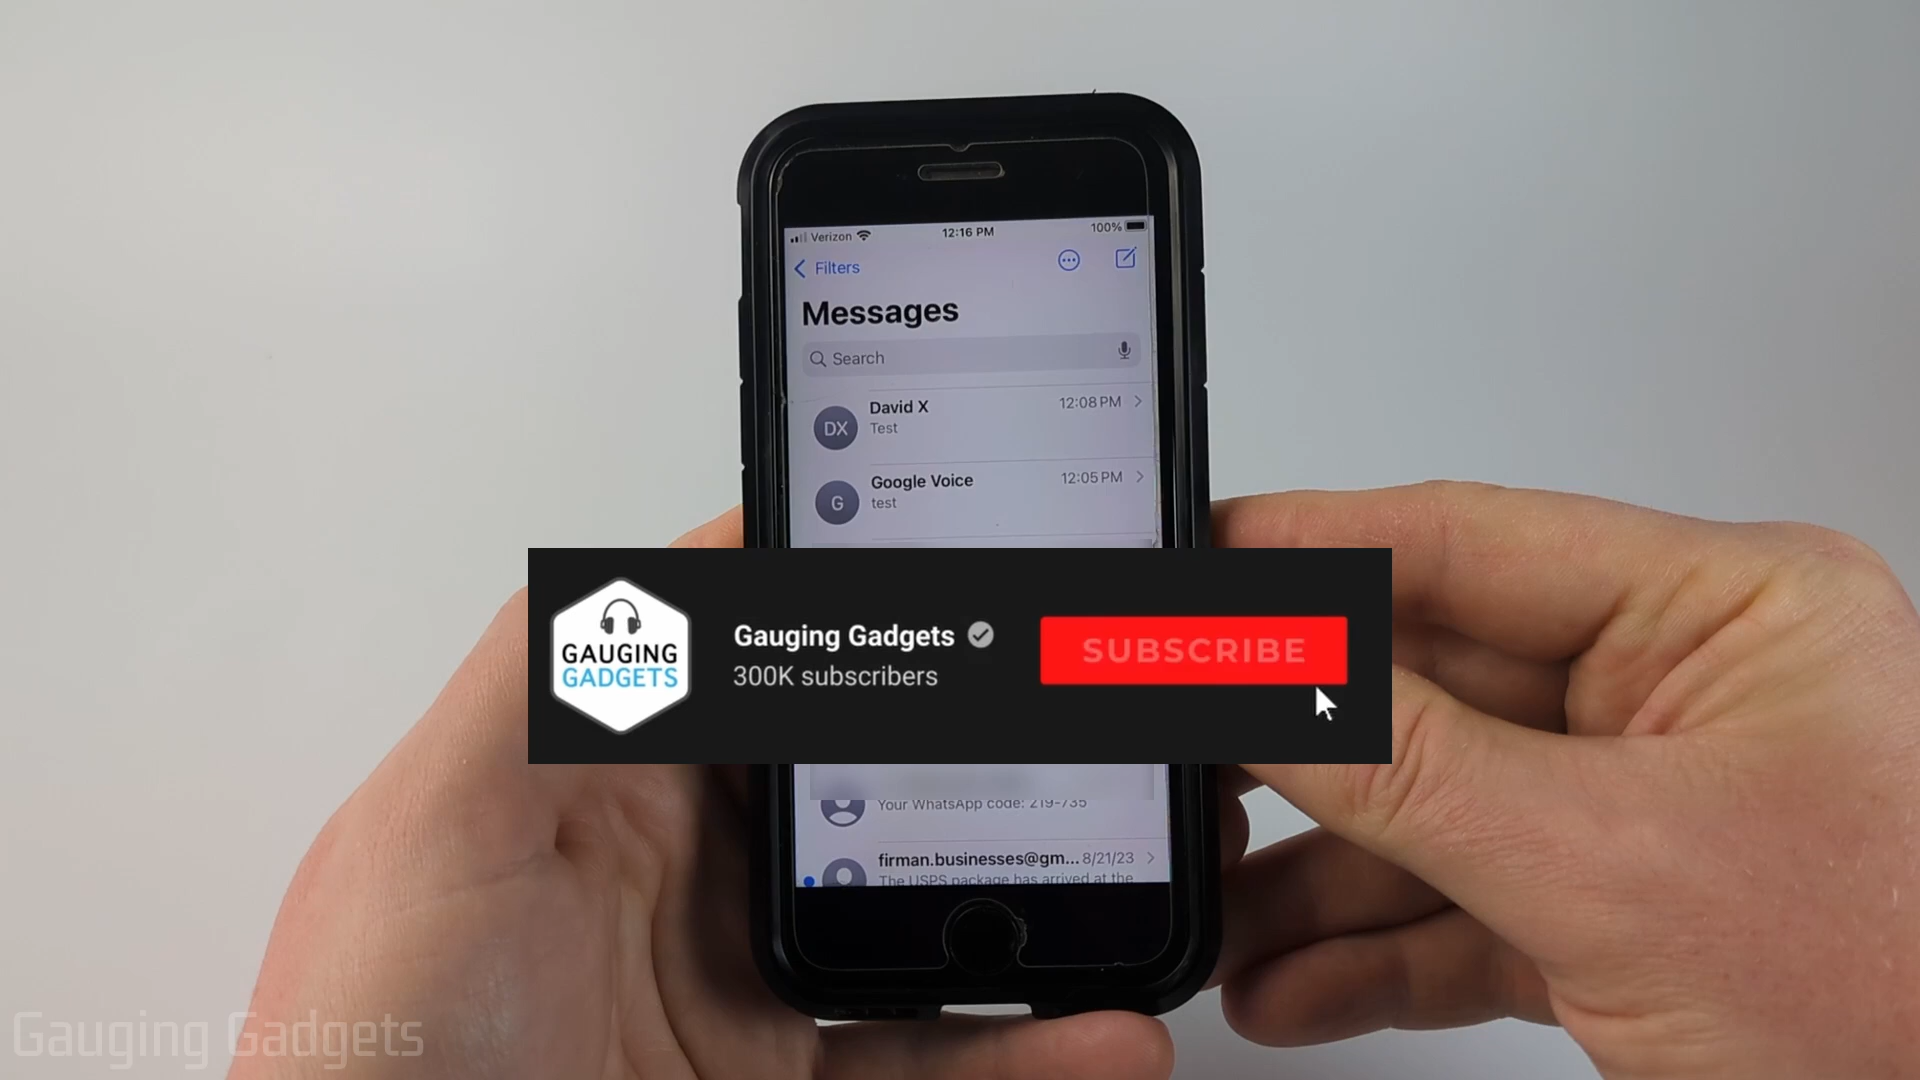 Verizon
12:16 PM
100%
Filters
Messages
Search
David X
12:08 PM
DX
Test
Google Voice
12:05 PM
G
test
GAUGING
GADGETS
Gauging Gadgets
300K subscribers
SUBSCRIBE
Your WhatsApp code: 219-735
firman.businesses@gm... 8/21/23
The USPS package has arrived at the
Gauging Gadgets